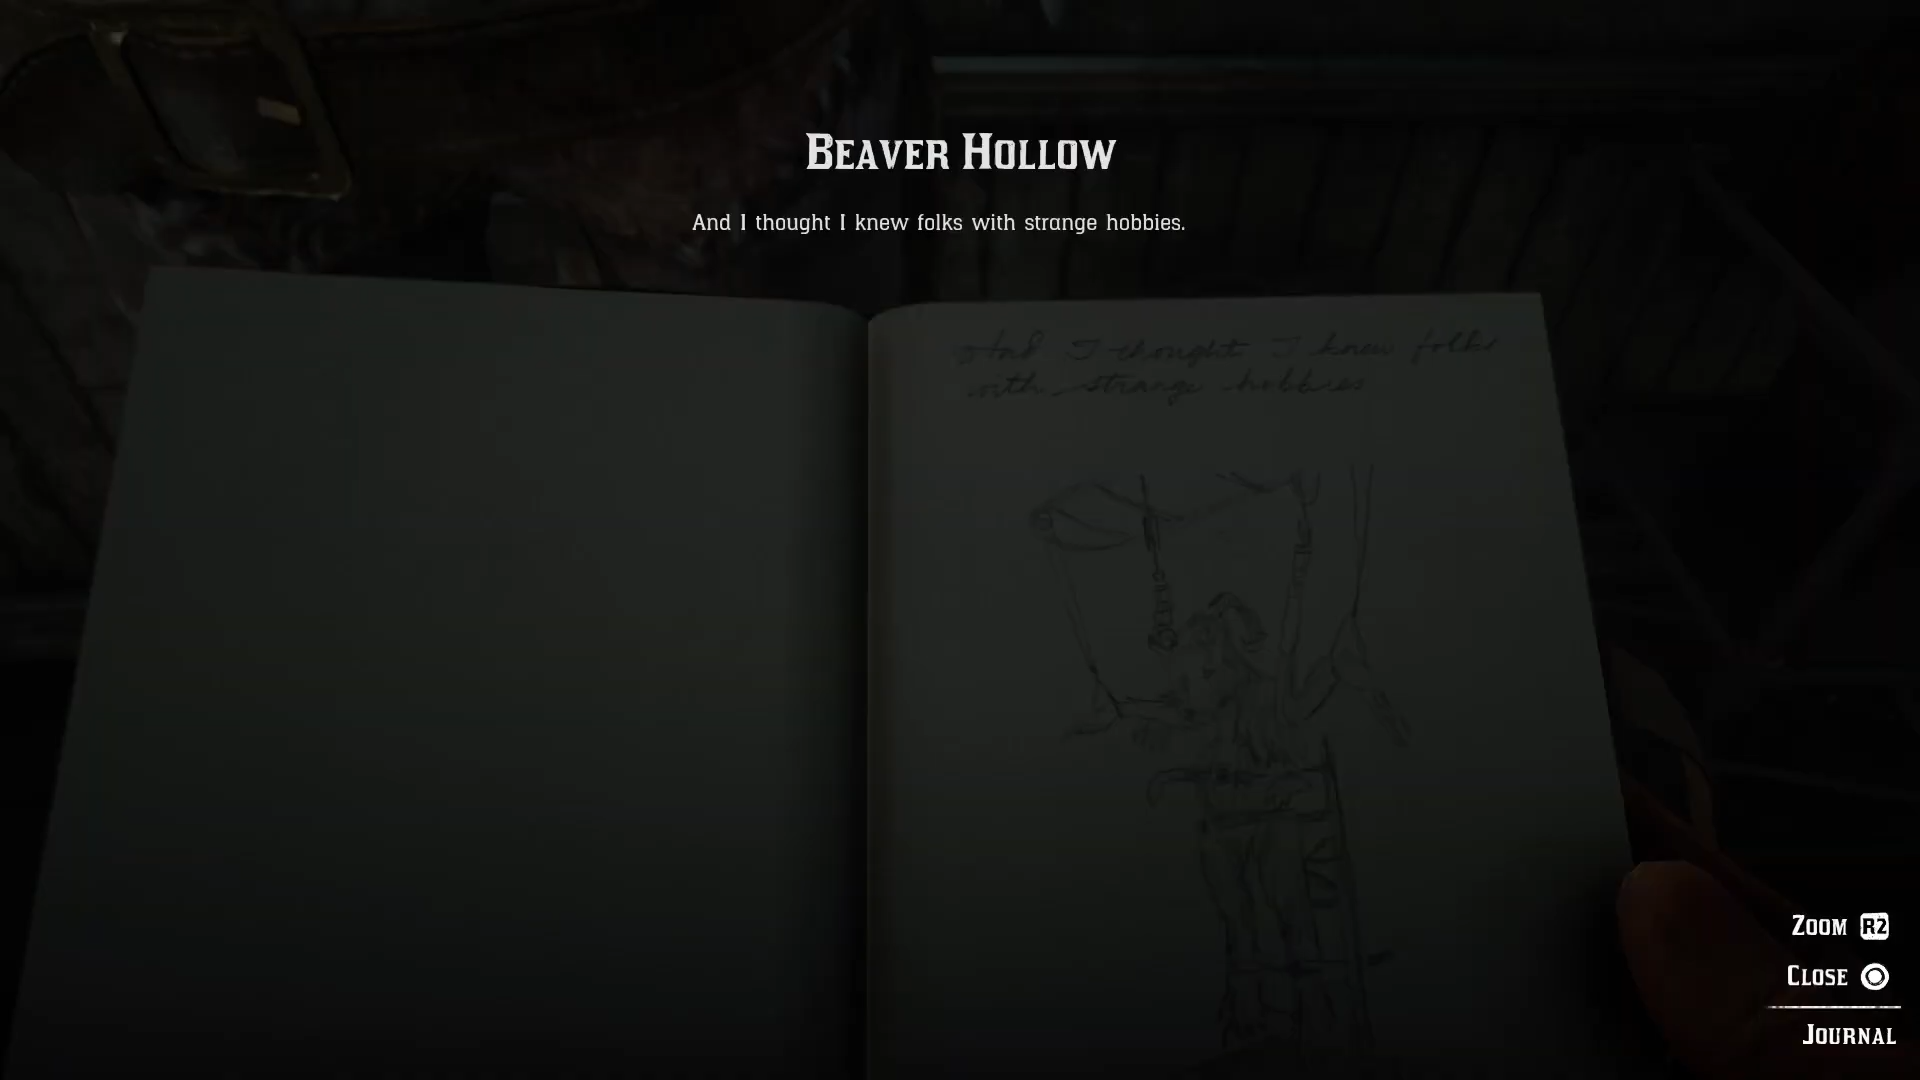 BEAVER HOLLOW
And I thought I knew folks with strange hobbies.
And I thought I knew folks
with strange hobbies
ZOOM R2
CLOSE
JOURNAL